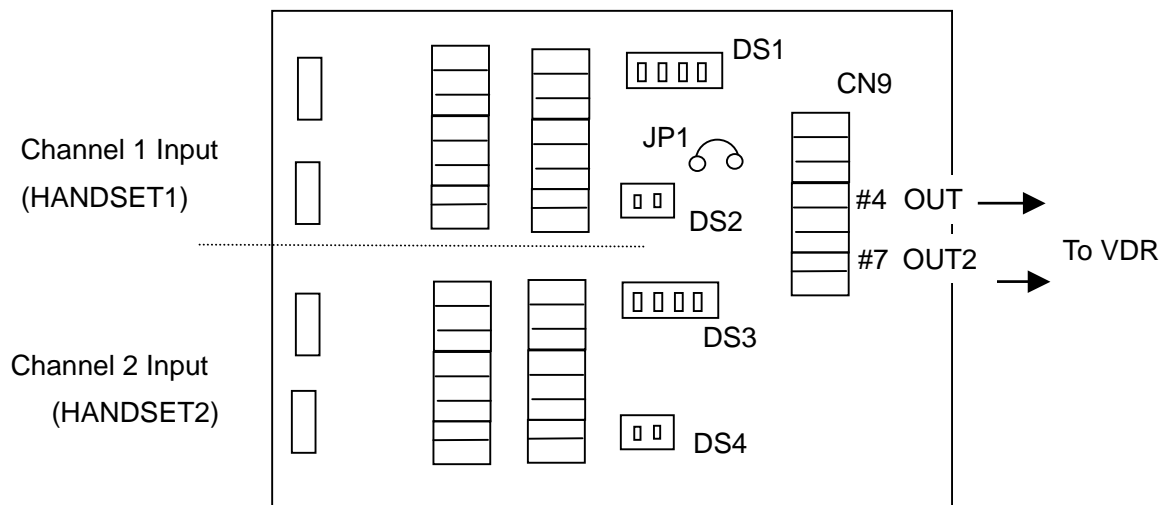 DS1
CN9
JP1
Channel 1 Input
(HANDSET1)
#4 OUT
DS2
To VDR
#7 OUT2
DS3
Channel 2 Input
(HANDSET2)
DS4